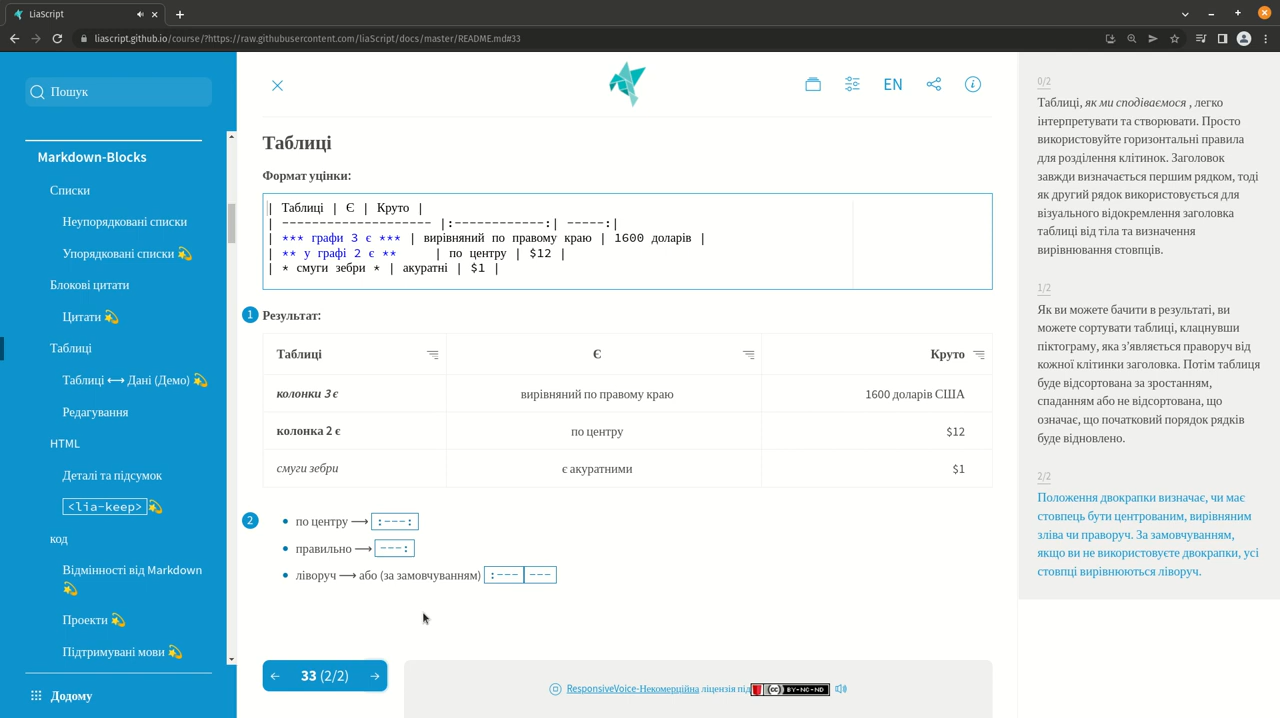 LiaScript
liascript.github.io/course/?https://raw.githubusercontent.com/liaScript/docs/master/README.md#33
Пошук
Markdown-Blocks
Списки
Неупорядковані списки
Упорядковані списки 💫
Блокові цитати
Цитати 💫
Таблиці
Таблиці ⟷ Дані (Демо) 💫
Редагування
HTML
Деталі та підсумок
<lia-keep> 💫
код
Відмінності від Markdown
💫
Проекти 💫
Підтримувані мови 💫
Додому
EN
Таблиці
Формат уцінки:
| Таблиці | Є | Круто |
| -------------------- |:------------:| -----:|
| *** графи 3 є *** | вирівняний по правому краю | 1600 доларів |
| ** у графі 2 є ** | по центру | $12 |
| * смуги зебри * | акуратні | $1 |
1 Результат:
Таблиці Є Круто
колонки 3 є вирівняний по правому краю 1600 доларів США
колонка 2 є по центру $12
смуги зебри є акуратними $1
2
• по центру ⟶ :---:
• правильно ⟶ ---:
• ліворуч ⟶ або (за замовчуванням) :--- ---
← 33 (2/2) →
ResponsiveVoice-Некомерційна ліцензія під BY-NC-ND
0/2
Таблиці, як ми сподіваємося , легко
інтерпретувати та створювати. Просто
використовуйте горизонтальні правила
для розділення клітинок. Заголовок
завжди визначається першим рядком, тоді
як другий рядок використовується для
візуального відокремлення заголовка
таблиці від тіла та визначення
вирівнювання стовпців.
1/2
Як ви можете бачити в результаті, ви
можете сортувати таблиці, клацнувши
піктограму, яка з’являється праворуч від
кожної клітинки заголовка. Потім таблиця
буде відсортована за зростанням,
спаданням або не відсортована, що
означає, що початковий порядок рядків
буде відновлено.
2/2
Положення двокрапки визначає, чи має
стовпець бути центрованим, вирівняним
зліва чи праворуч. За замовчуванням,
якщо ви не використовуєте двокрапки, усі
стовпці вирівнюються ліворуч.